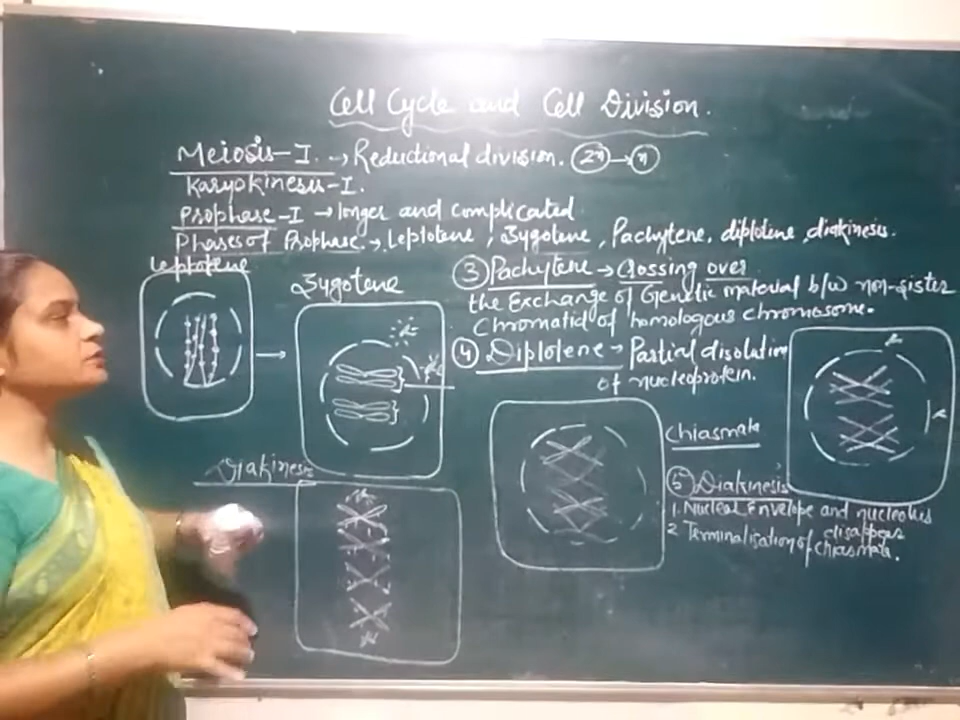 Cell Cycle and Cell Division.
Meiosis-I. → Reductional division. 2n → n
Karyokinesis-I.
Prophase-I → longer and complicated
Phases of Prophase. → Leptotene, Zygotene, Pachytene, diplotene, diakinesis.
Leptotene
Zygotene
③ Pachytene → Crossing over
the Exchange of Genetic material b/w non-sister
Chromatid of homologous chromosome.
④ Diplotene → Partial disolution
of nucleoprotein.
Chiasmata
Diakinesis
⑤ Diakinesis
1. Nuclear Envelope and nucleolus
disappears
2 Terminalisation of chiasmata.